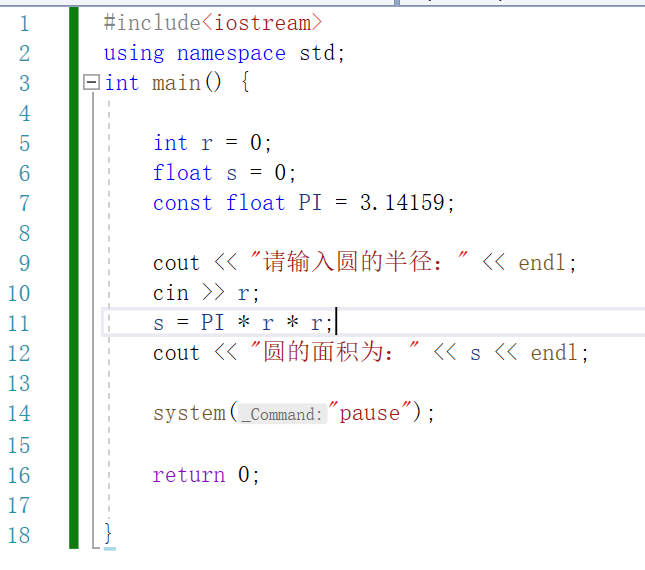 1 #include<iostream>
2 using namespace std;
3 int main() {
4
5 int r = 0;
6 float s = 0;
7 const float PI = 3.14159;
8
9 cout << "请输入圆的半径：" << endl;
10 cin >> r;
11 s = PI * r * r;
12 cout << "圆的面积为：" << s << endl;
13
14 system(_Command:"pause");
15
16 return 0;
17
18 }